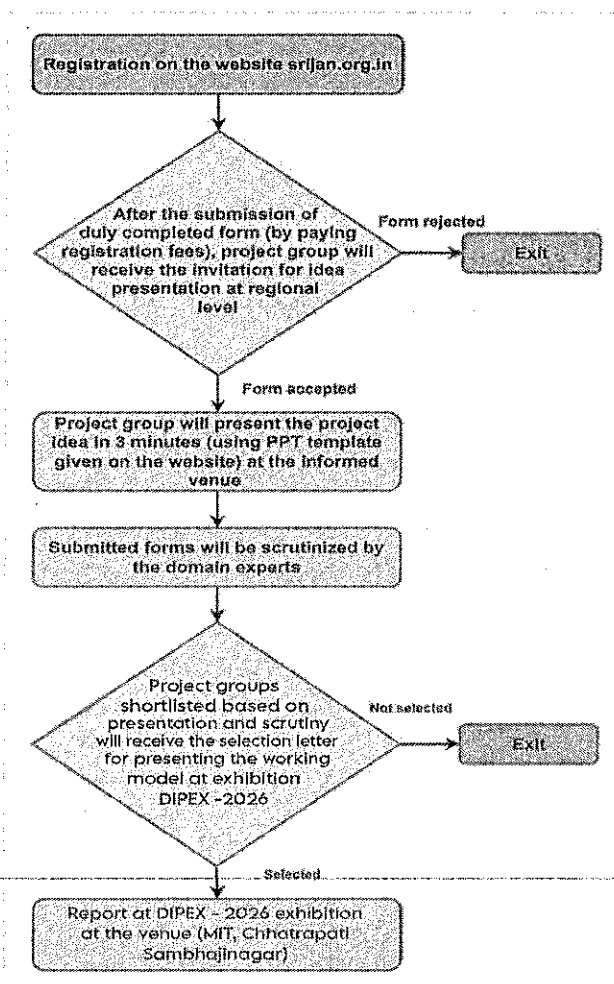 Registration on the website srijan.org.in
After the submission of
duly completed form (by paying
registration fees), project group will
receive the invitation for idea
presentation at regional
level
Form rejected
Exit
Form accepted
Project group will present the project
idea in 3 minutes (using PPT template
given on the website) at the informed
venue
Submitted forms will be scrutinized by
the domain experts
Project groups
shortlisted based on
presentation and scrutiny
will receive the selection letter
for presenting the working
model at exhibition
DIPEX -2026
Not selected
Exit
Selected
Report at DIPEX - 2026 exhibition
at the venue (MIT, Chhatrapati
Sambhajinagar)